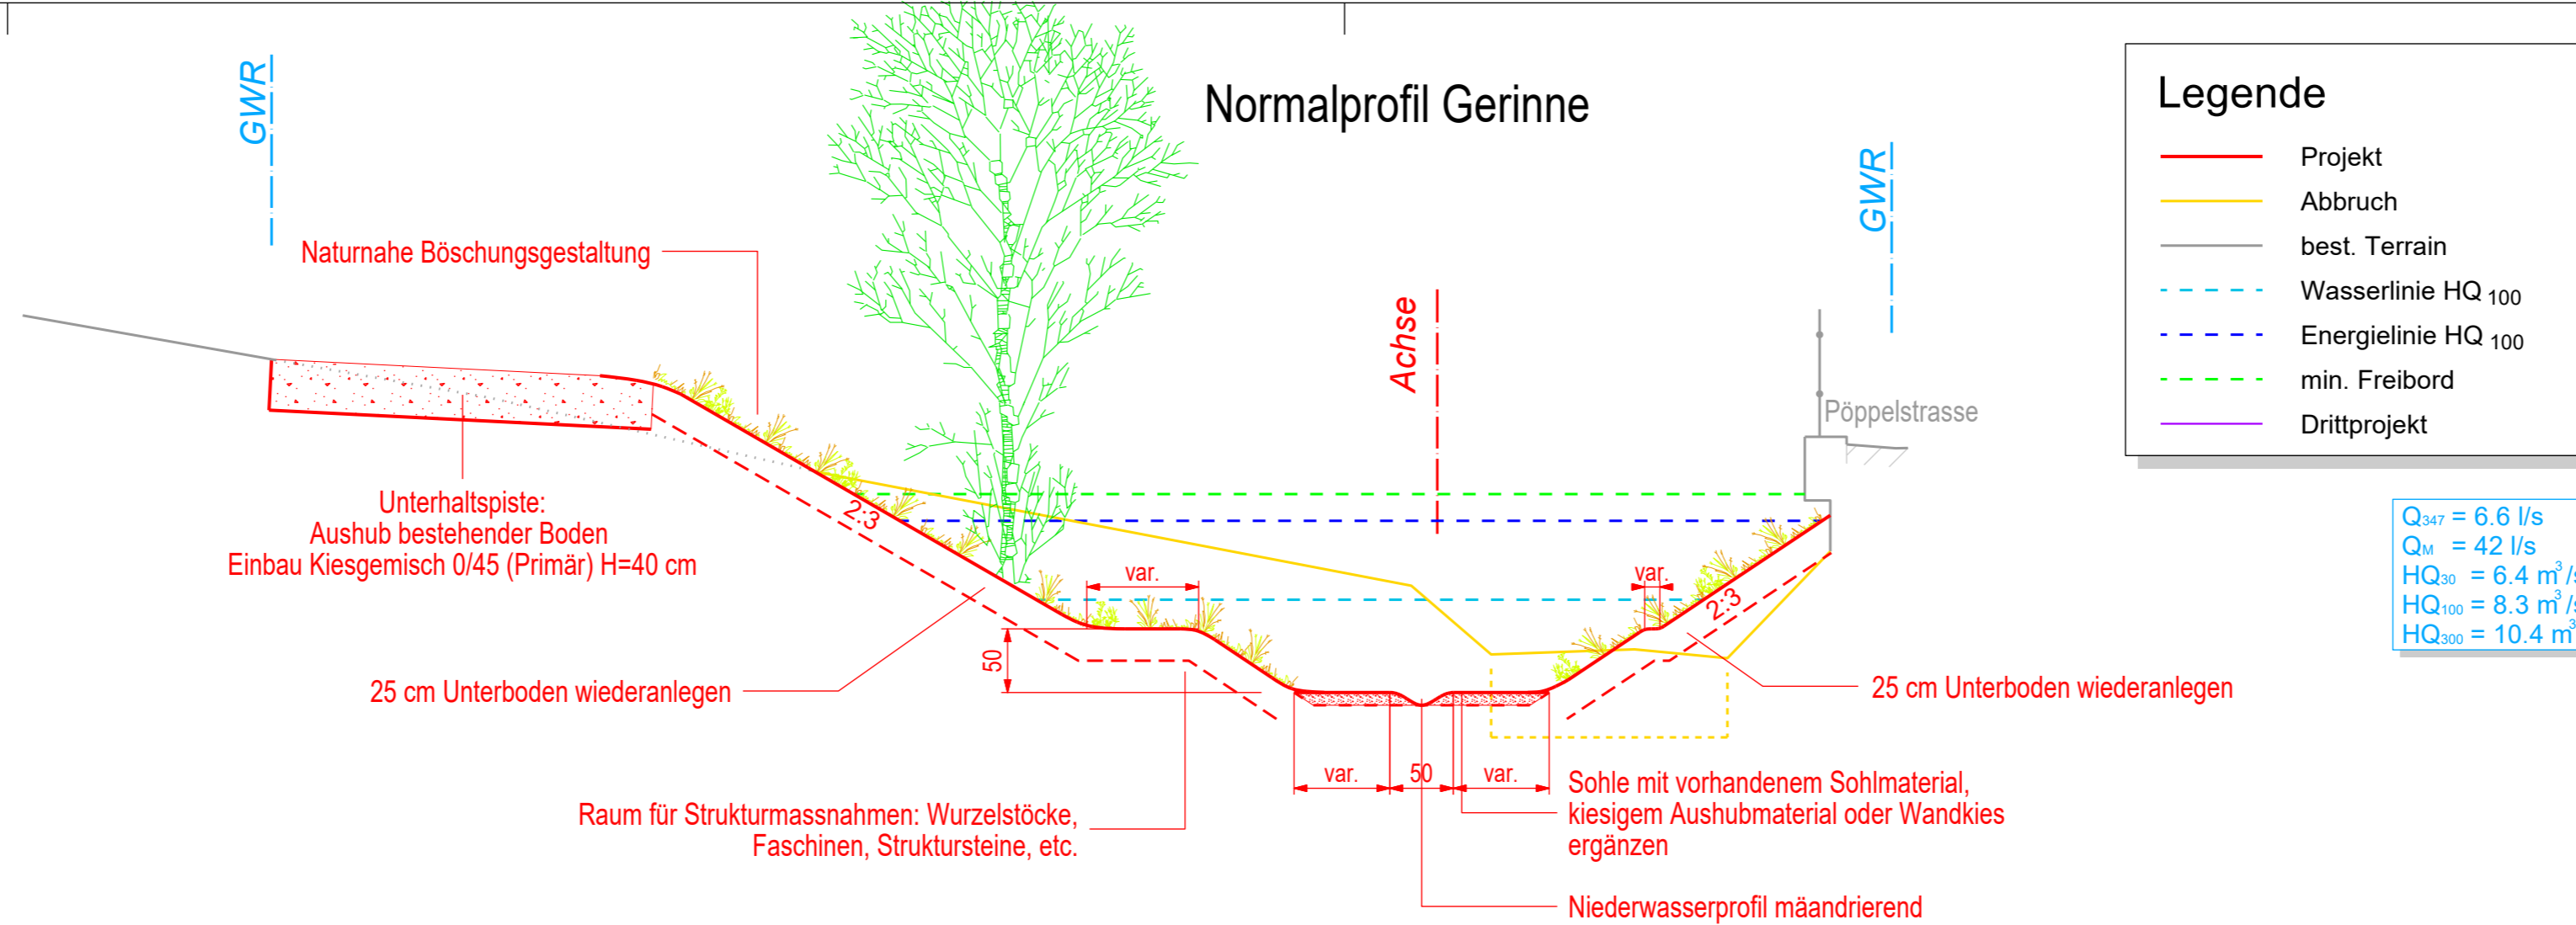 Normalprofil Gerinne
GWR
GWR
Achse
Naturnahe Böschungsgestaltung
Pöppelstrasse
Unterhaltspiste:
Aushub bestehender Boden
Einbau Kiesgemisch 0/45 (Primär) H=40 cm
2:3
2:3
var.
var.
50
25 cm Unterboden wiederanlegen
25 cm Unterboden wiederanlegen
var.
50
var.
Raum für Strukturmassnahmen: Wurzelstöcke,
Faschinen, Struktursteine, etc.
Sohle mit vorhandenem Sohlmaterial,
kiesigem Aushubmaterial oder Wandkies
ergänzen
Niederwasserprofil mäandrierend
Legende
Projekt
Abbruch
best. Terrain
Wasserlinie HQ 100
Energielinie HQ 100
min. Freibord
Drittprojekt
Q347 = 6.6 l/s
QM = 42 l/s
HQ30 = 6.4 m³/s
HQ100 = 8.3 m³/s
HQ300 = 10.4 m³